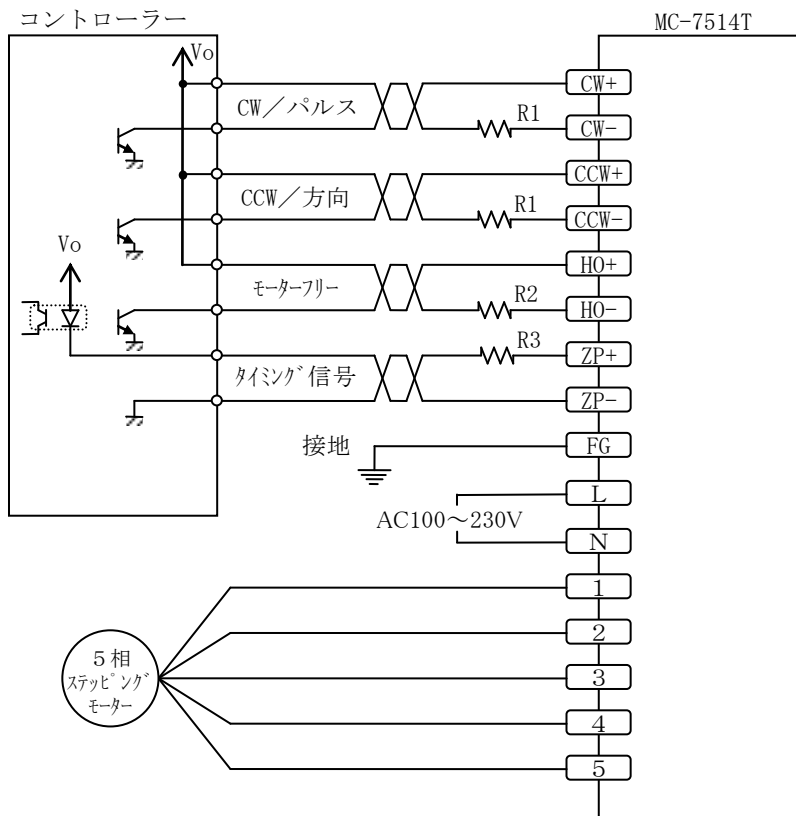 コントローラー
MC-7514T
Vo
CW+
CW／パルス
R1
CW-
CCW+
CCW／方向
R1
CCW-
Vo
HO+
モーターフリー
R2
HO-
R3
ZP+
タイミング信号
ZP-
接地
FG
L
AC100～230V
N
1
2
５相
ステッピング
モーター
3
4
5